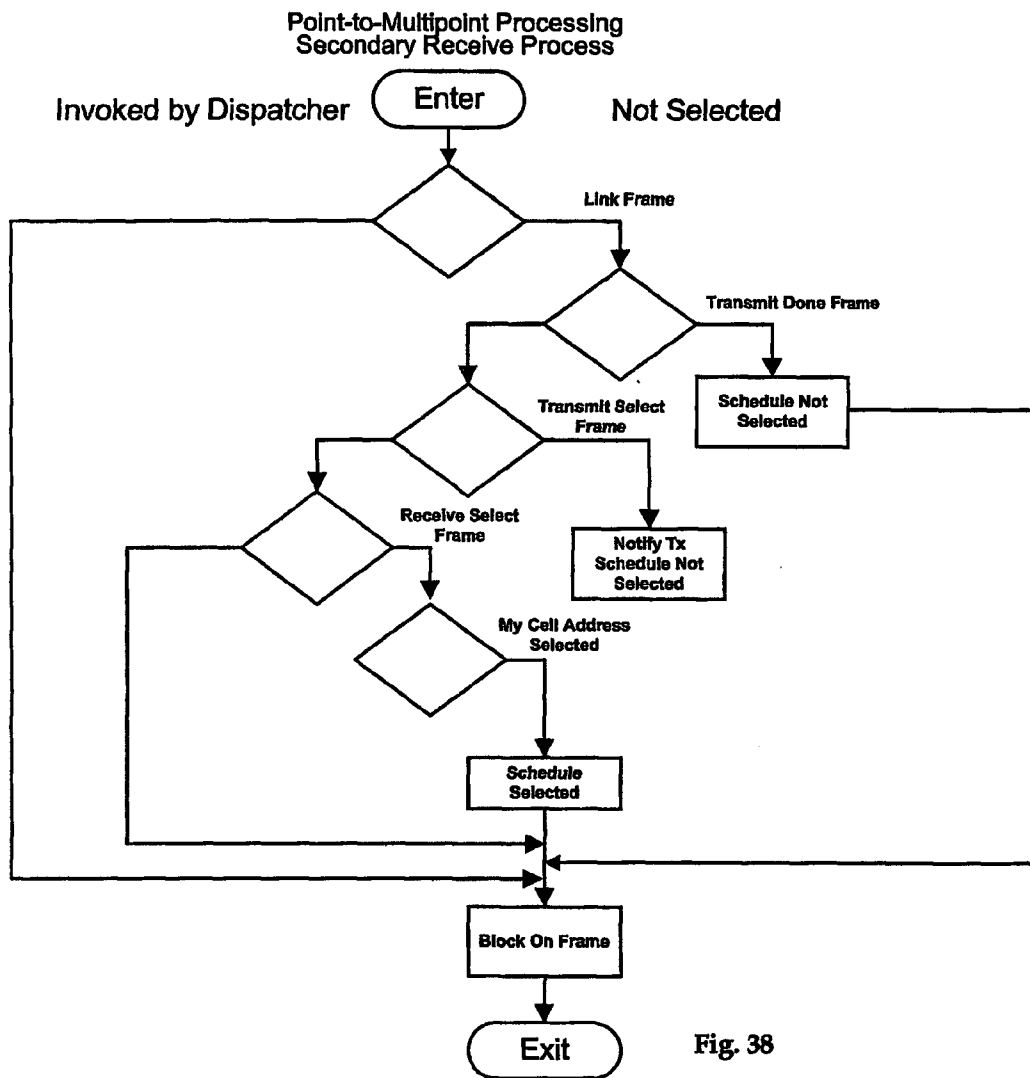 Point-to-Multipoint Processing
Secondary Receive Process
Invoked by Dispatcher
Enter
Not Selected
Link Frame
Transmit Done Frame
Schedule Not
Selected
Transmit Select
Frame
Receive Select
Frame
Notify Tx
Schedule Not
Selected
My Cell Address
Selected
Schedule
Selected
Block On Frame
Exit
Fig. 38